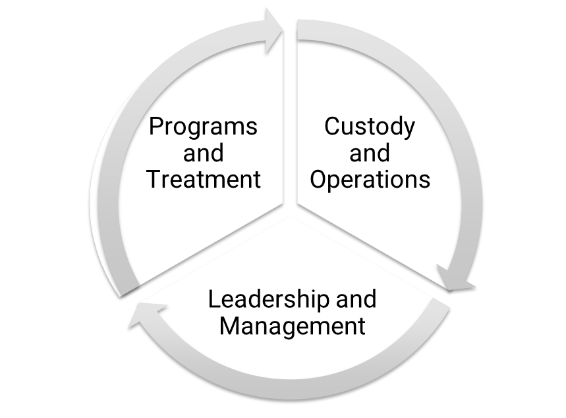 Programs
and
Treatment
Custody
and
Operations
Leadership and
Management